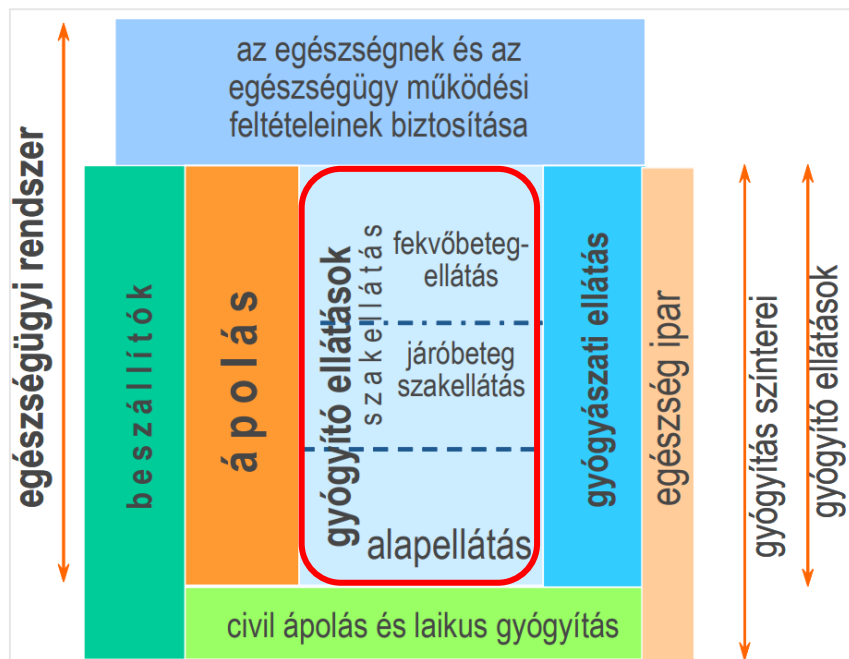 az egészségnek és az
egészségügy működési
feltételeinek biztosítása
egészségügyi rendszer
beszállítók
ápolás
gyógyító ellátások
szakellátás
fekvőbeteg-
ellátás
járóbeteg
szakellátás
alapellátás
gyógyászati ellátás
egészség ipar
gyógyítás színterei
gyógyító ellátások
civil ápolás és laikus gyógyítás